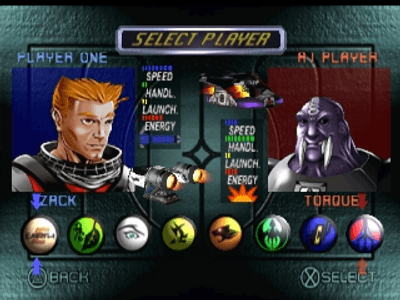 SELECT PLAYER
PLAYER ONE
AI PLAYER
SPEED
HANDL.
LAUNCH.
ENERGY
SPEED
HANDL.
LAUNCH.
ENERGY
ZACK
TORQUE
BACK
SELECT